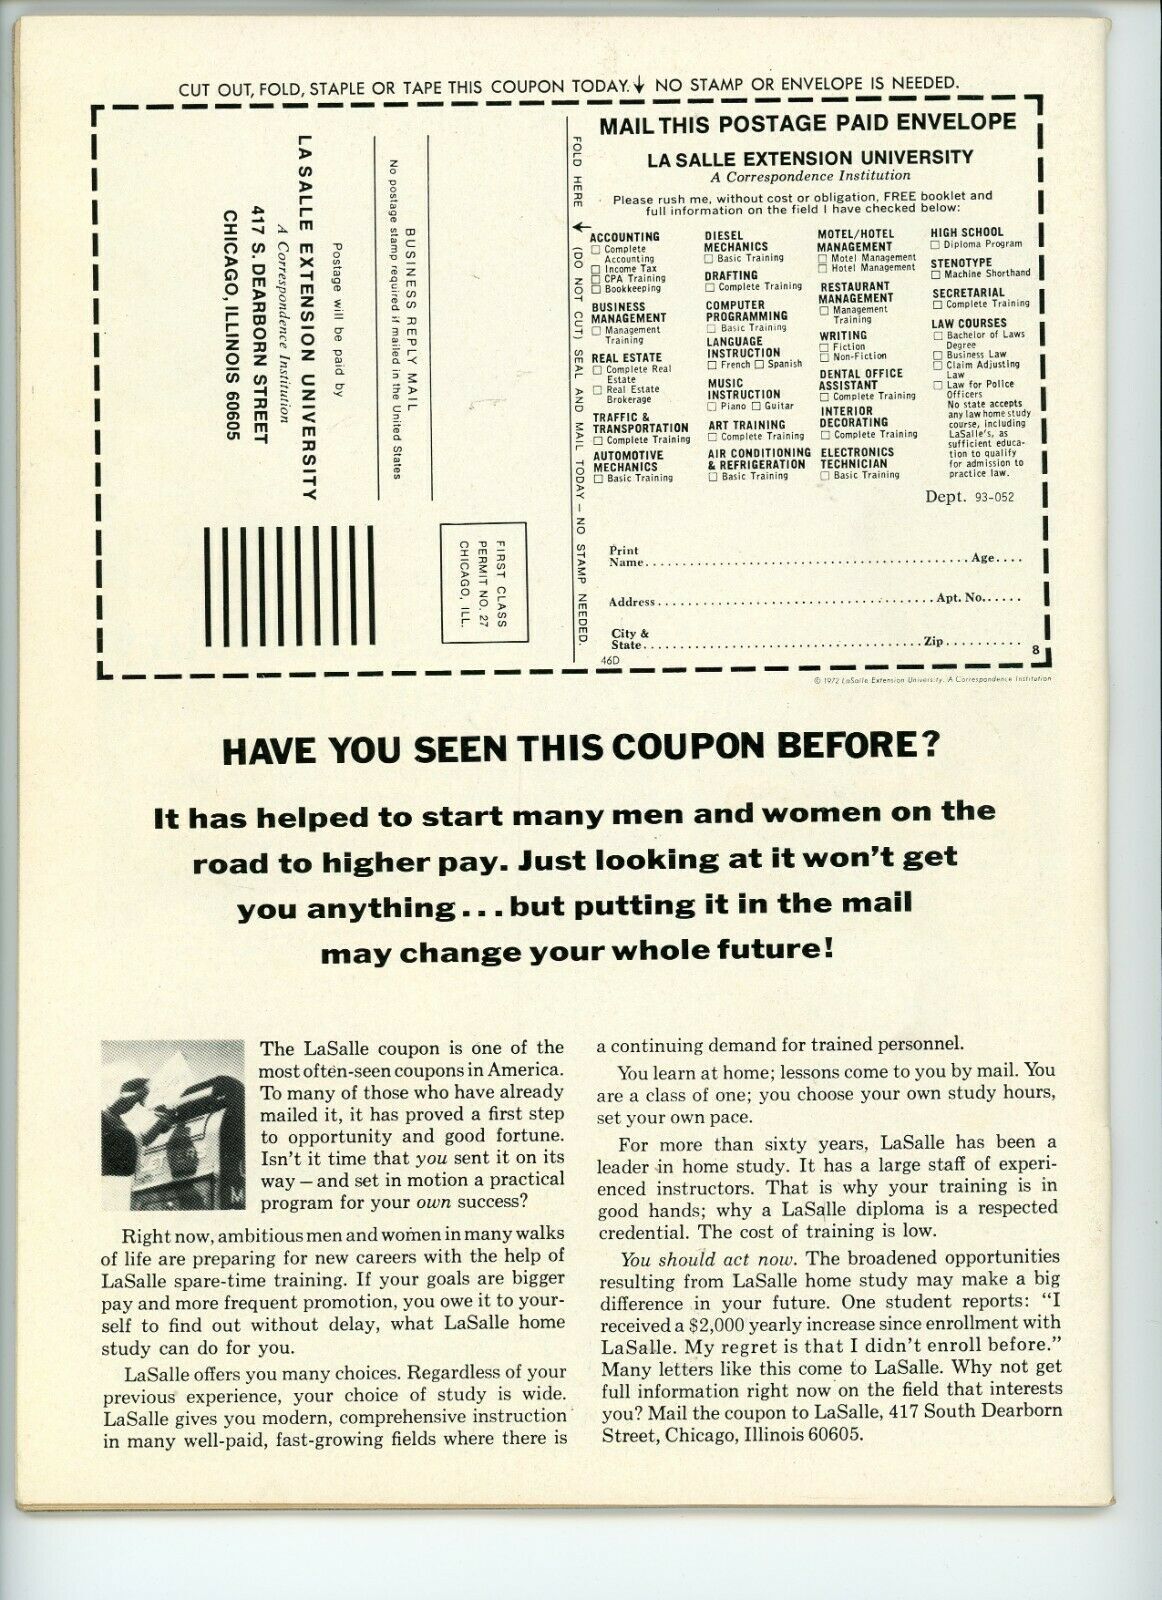 CUT OUT, FOLD, STAPLE OR TAPE THIS COUPON TODAY. ↓ NO STAMP OR ENVELOPE IS NEEDED.
BUSINESS REPLY MAIL
No postage stamp required if mailed in the United States
Postage will be paid by
LA SALLE EXTENSION UNIVERSITY
A Correspondence Institution
417 S. DEARBORN STREET
CHICAGO, ILLINOIS 60605
FIRST CLASS
PERMIT NO. 27
CHICAGO, ILL.
FOLD HERE ↓ (DO NOT CUT) SEAL AND MAIL TODAY – NO STAMP NEEDED.
MAIL THIS POSTAGE PAID ENVELOPE
LA SALLE EXTENSION UNIVERSITY
A Correspondence Institution
Please rush me, without cost or obligation, FREE booklet and
full information on the field I have checked below:
ACCOUNTING
☐ Complete
Accounting
☐ Income Tax
☐ CPA Training
☐ Bookkeeping
BUSINESS
MANAGEMENT
☐ Management
Training
REAL ESTATE
☐ Complete Real
Estate
☐ Real Estate
Brokerage
TRAFFIC &
TRANSPORTATION
☐ Complete Training
AUTOMOTIVE
MECHANICS
☐ Basic Training
DIESEL
MECHANICS
☐ Basic Training
DRAFTING
☐ Complete Training
COMPUTER
PROGRAMMING
☐ Basic Training
LANGUAGE
INSTRUCTION
☐ French ☐ Spanish
MUSIC
INSTRUCTION
☐ Piano ☐ Guitar
ART TRAINING
☐ Complete Training
AIR CONDITIONING
& REFRIGERATION
☐ Basic Training
MOTEL/HOTEL
MANAGEMENT
☐ Motel Management
☐ Hotel Management
RESTAURANT
MANAGEMENT
☐ Management
Training
WRITING
☐ Fiction
☐ Non-Fiction
DENTAL OFFICE
ASSISTANT
☐ Complete Training
INTERIOR
DECORATING
☐ Complete Training
ELECTRONICS
TECHNICIAN
☐ Basic Training
HIGH SCHOOL
☐ Diploma Program
STENOTYPE
☐ Machine Shorthand
SECRETARIAL
☐ Complete Training
LAW COURSES
☐ Bachelor of Laws
Degree
☐ Business Law
☐ Claim Adjusting
Law
☐ Law for Police
Officers
No state accepts
any law home study
course, including
LaSalle's, as
sufficient educa-
tion to qualify
for admission to
practice law.
Dept. 93-052
Print
Name.......................................Age....
Address.................................Apt. No......
City &
State.................................Zip..........
46D
8
© 1972 LaSalle Extension University. A Correspondence Institution
HAVE YOU SEEN THIS COUPON BEFORE?
It has helped to start many men and women on the
road to higher pay. Just looking at it won't get
you anything...but putting it in the mail
may change your whole future!
The LaSalle coupon is one of the
most often-seen coupons in America.
To many of those who have already
mailed it, it has proved a first step
to opportunity and good fortune.
Isn't it time that you sent it on its
way – and set in motion a practical
program for your own success?
Right now, ambitious men and women in many walks
of life are preparing for new careers with the help of
LaSalle spare-time training. If your goals are bigger
pay and more frequent promotion, you owe it to your-
self to find out without delay, what LaSalle home
study can do for you.
LaSalle offers you many choices. Regardless of your
previous experience, your choice of study is wide.
LaSalle gives you modern, comprehensive instruction
in many well-paid, fast-growing fields where there is
a continuing demand for trained personnel.
You learn at home; lessons come to you by mail. You
are a class of one; you choose your own study hours,
set your own pace.
For more than sixty years, LaSalle has been a
leader in home study. It has a large staff of experi-
enced instructors. That is why your training is in
good hands; why a LaSalle diploma is a respected
credential. The cost of training is low.
You should act now. The broadened opportunities
resulting from LaSalle home study may make a big
difference in your future. One student reports: "I
received a $2,000 yearly increase since enrollment with
LaSalle. My regret is that I didn't enroll before."
Many letters like this come to LaSalle. Why not get
full information right now on the field that interests
you? Mail the coupon to LaSalle, 417 South Dearborn
Street, Chicago, Illinois 60605.